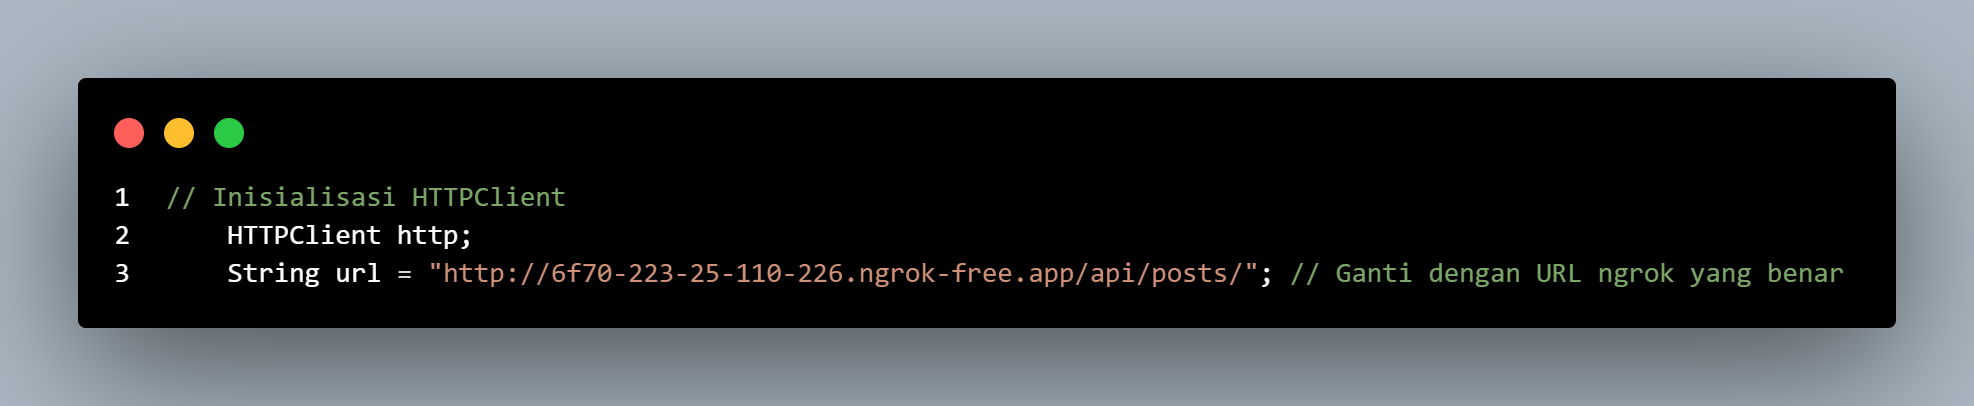 1 // Inisialisasi HTTPClient
2 HTTPClient http;
3 String url = "http://6f70-223-25-110-226.ngrok-free.app/api/posts/"; // Ganti dengan URL ngrok yang benar